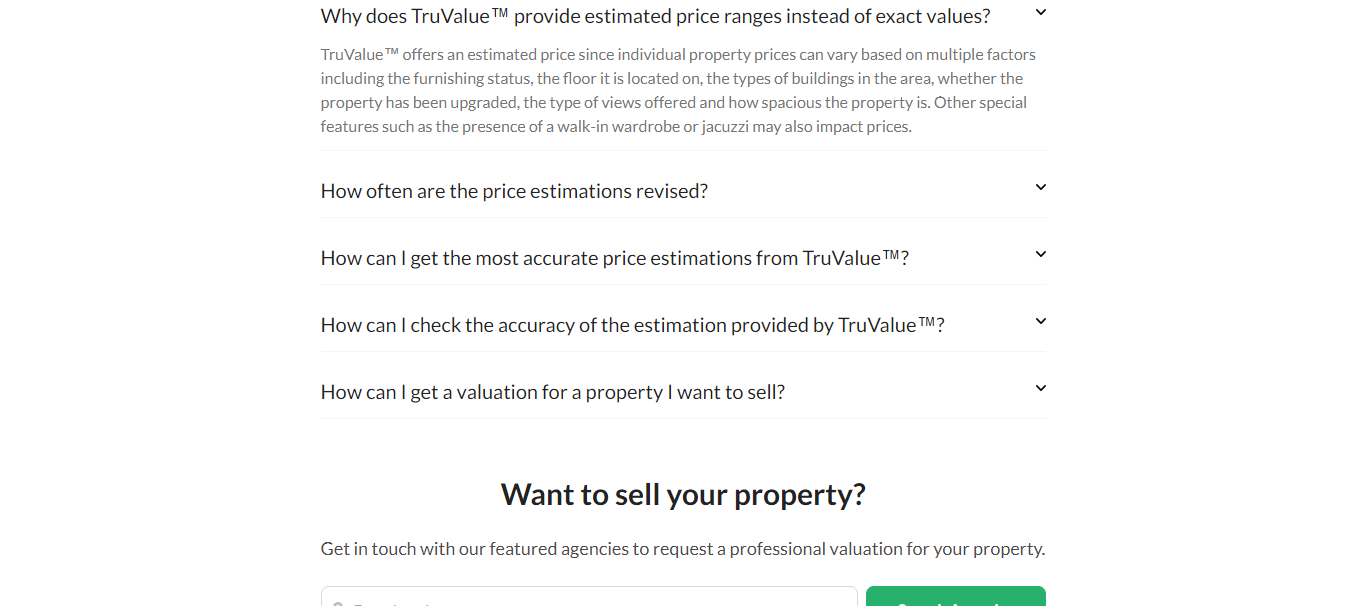 Why does TruValue™ provide estimated price ranges instead of exact values?
TruValue™ offers an estimated price since individual property prices can vary based on multiple factors
including the furnishing status, the floor it is located on, the types of buildings in the area, whether the
property has been upgraded, the type of views offered and how spacious the property is. Other special
features such as the presence of a walk-in wardrobe or jacuzzi may also impact prices.
How often are the price estimations revised?
How can I get the most accurate price estimations from TruValue™?
How can I check the accuracy of the estimation provided by TruValue™?
How can I get a valuation for a property I want to sell?
Want to sell your property?
Get in touch with our featured agencies to request a professional valuation for your property.